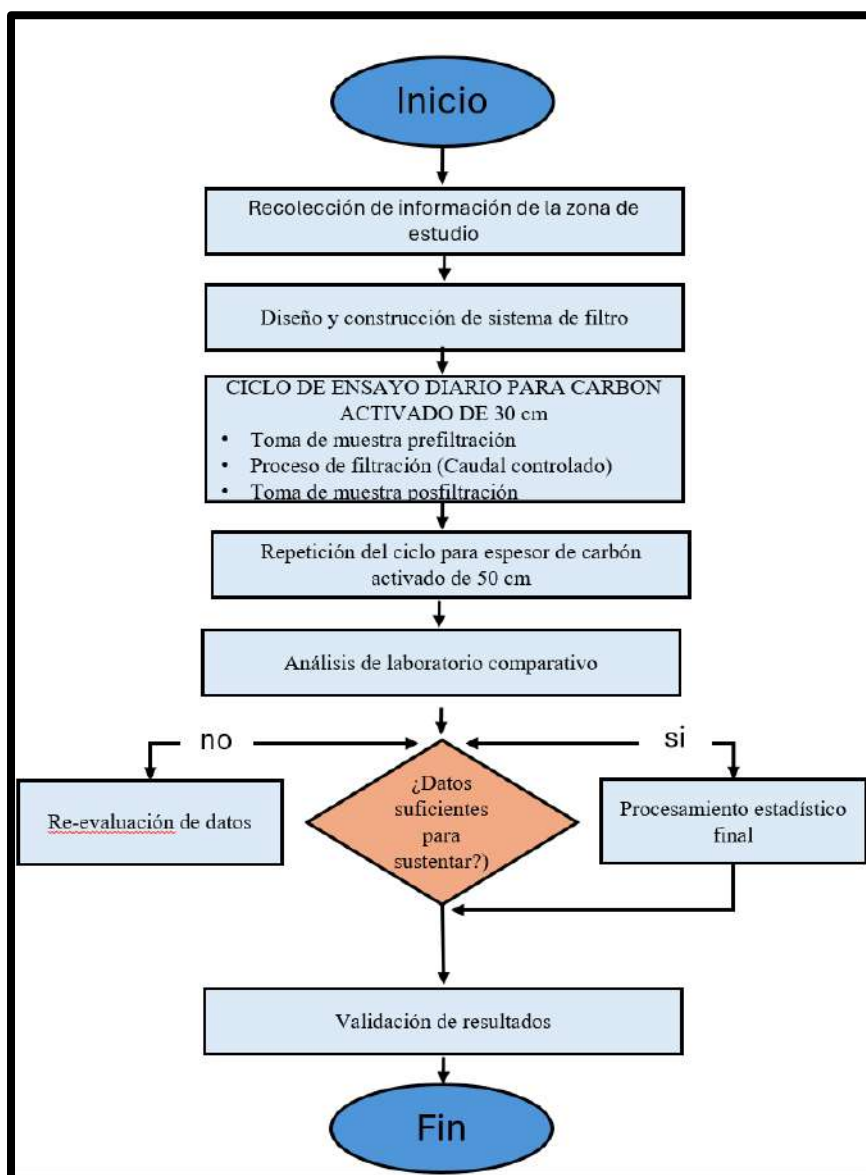 Inicio
Recolección de información de la zona de
estudio
Diseño y construcción de sistema de filtro
CICLO DE ENSAYO DIARIO PARA CARBON
ACTIVADO DE 30 cm
• Toma de muestra prefiltración
• Proceso de filtración (Caudal controlado)
• Toma de muestra posfiltración
Repetición del ciclo para espesor de carbón
activado de 50 cm
Análisis de laboratorio comparativo
no
si
Re-evaluación de datos
¿Datos
suficientes
para
sustentar?)
Procesamiento estadístico
final
Validación de resultados
Fin